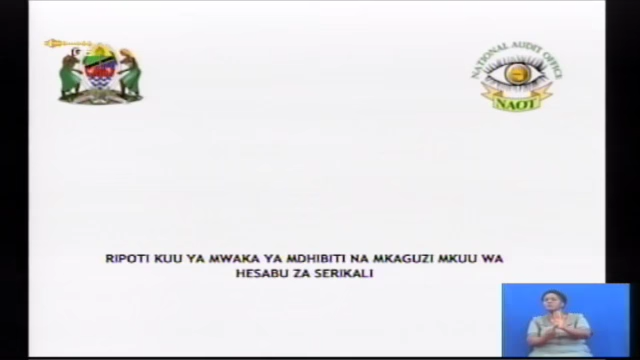 NATIONAL AUDIT OFFICE
NAOT
RIPOTI KUU YA MWAKA YA MDHIBITI NA MKAGUZI MKUU WA
HESABU ZA SERIKALI